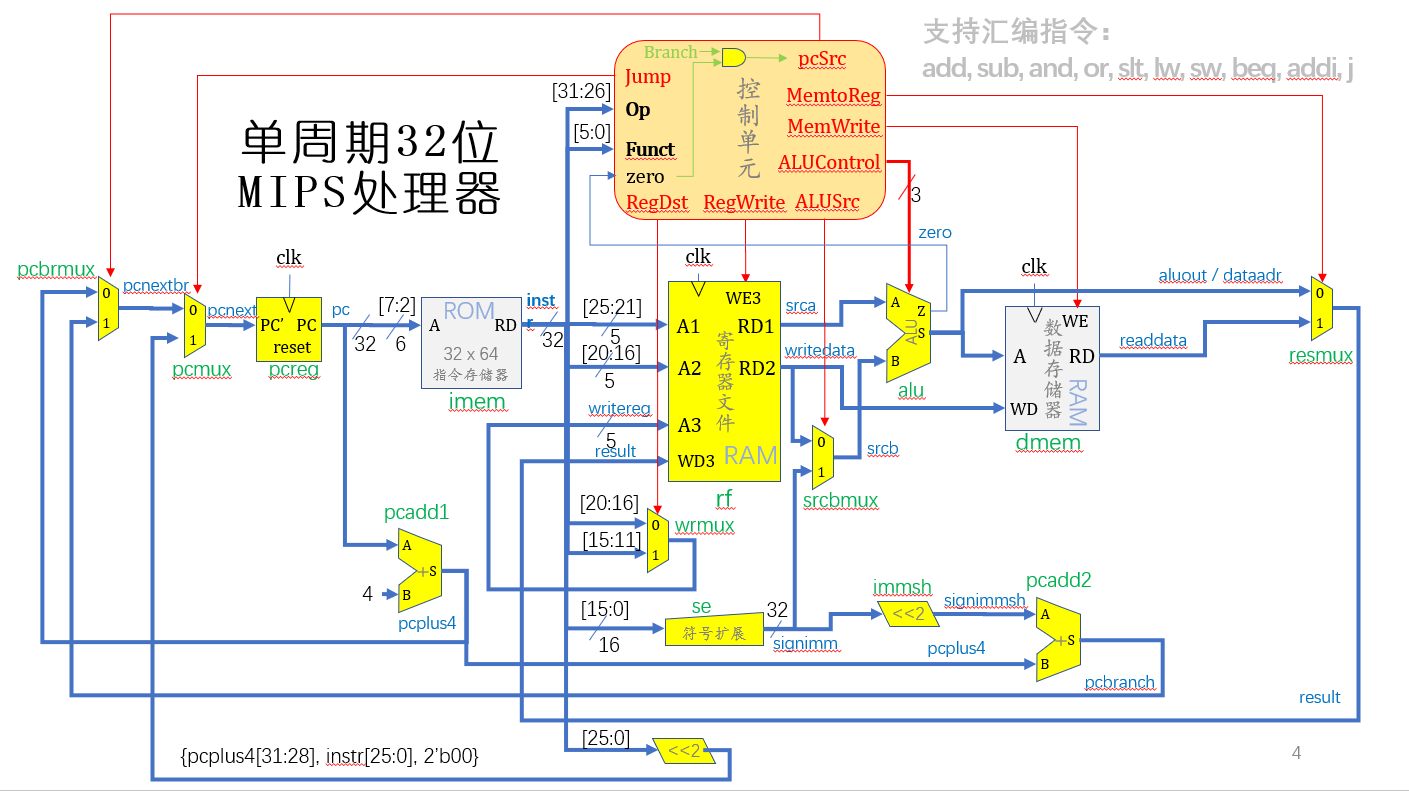 支持汇编指令：
add, sub, and, or, slt, lw, sw, beq, addi, j
单周期32位
MIPS处理器
Branch
pcSrc
Jump
[31:26]
Op
MemtoReg
[5:0]
MemWrite
Funct
ALUControl
zero
控制单元
RegDst
RegWrite
ALUSrc
3
zero
pcbrmux
0
1
pcnextbr
0
1
pcmux
pcnext
clk
PC’
PC
reset
pcreg
pc
32
[7:2]
6
ROM
A
RD
32 x 64
指令存储器
imem
inst
r
32
[25:21]
5
[20:16]
5
writereg
5
result
clk
WE3
A1
RD1
A2
RD2
A3
WD3
寄存器文件
RAM
rf
srca
writedata
0
1
srcbmux
srcb
A
B
Z
S
ALU
alu
clk
WE
A
RD
WD
数据存储器
RAM
dmem
aluout / dataadr
readdata
0
1
resmux
[20:16]
[15:11]
0
1
wrmux
pcadd1
A
B
+
S
4
pcplus4
[15:0]
16
se
符号扩展
32
signimm
immsh
<<2
signimmsh
pcadd2
A
B
+
S
pcplus4
pcbranch
result
[25:0]
<<2
{pcplus4[31:28], instr[25:0], 2’b00}
4